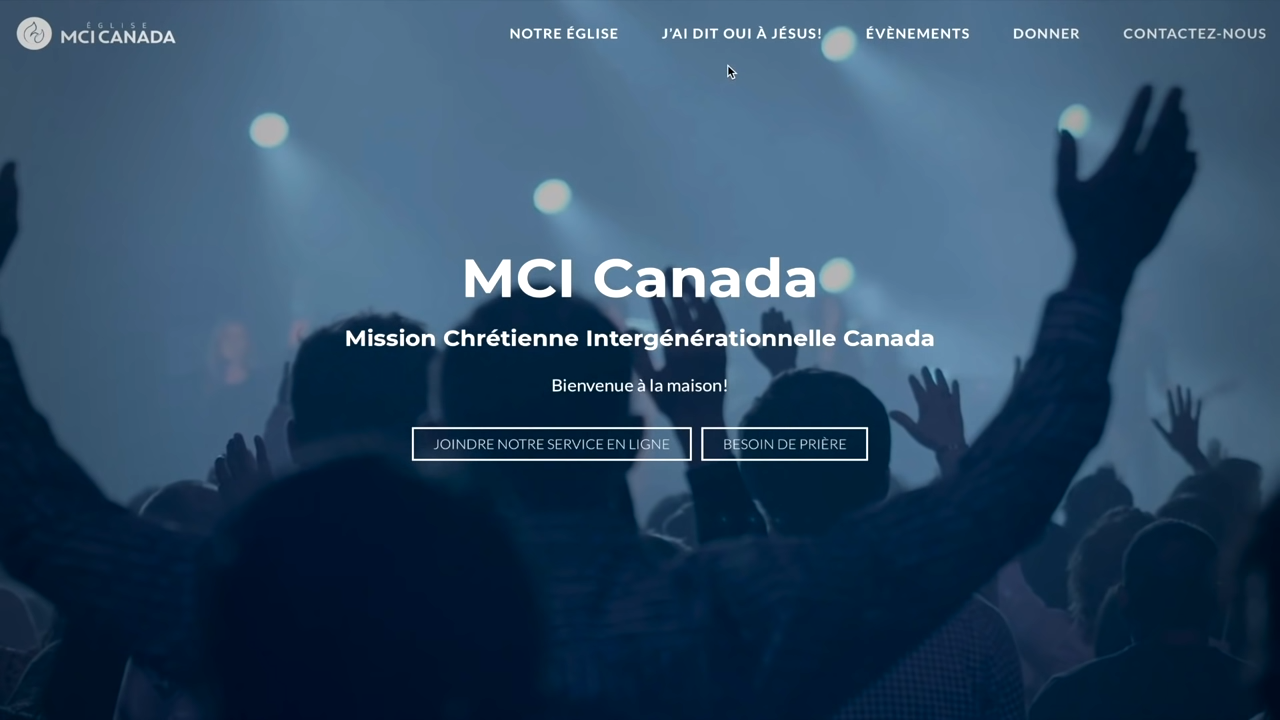 ÉGLISE
MCI CANADA
NOTRE ÉGLISE
J'AI DIT OUI À JÉSUS!
ÉVÈNEMENTS
DONNER
CONTACTEZ-NOUS
MCI Canada
Mission Chrétienne Intergénérationnelle Canada
Bienvenue à la maison!
JOINDRE NOTRE SERVICE EN LIGNE
BESOIN DE PRIÈRE